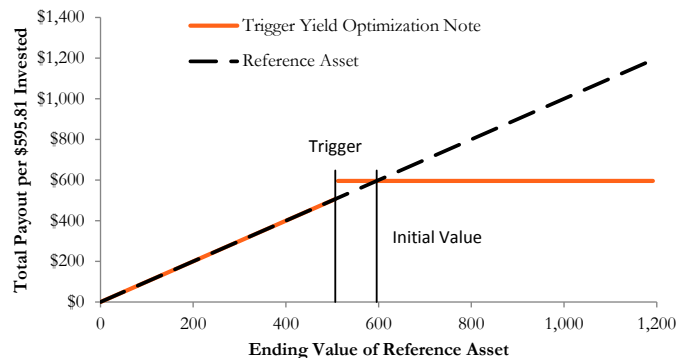 $1,400
$1,200
$1,000
$800
$600
$400
$200
$0
Total Payout per $595.81 Invested
Trigger Yield Optimization Note
Reference Asset
Trigger
Initial Value
0
200
400
600
800
1,000
1,200
Ending Value of Reference Asset